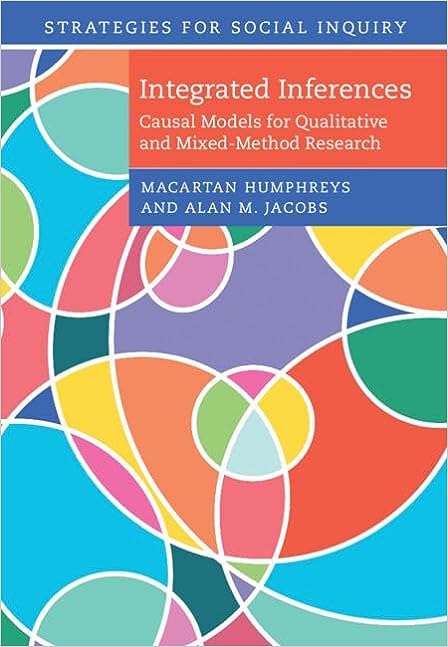 STRATEGIES FOR SOCIAL INQUIRY
Integrated Inferences
Causal Models for Qualitative
and Mixed-Method Research
MACARTAN HUMPHREYS
AND ALAN M. JACOBS